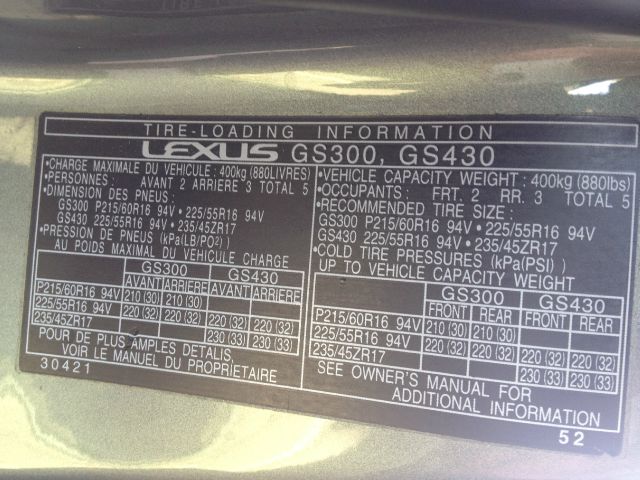 TIRE-LOADING INFORMATION
LEXUS GS300, GS430
•CHARGE MAXIMALE DU VÉHICULE: 400kg (880LIVRES)
•PERSONNES: AVANT 2 ARRIÈRE 3 TOTAL 5
•DIMENSION DES PNEUS:
GS300 P215/60R16 94V • 225/55R16 94V
GS430 225/55R16 94V • 235/45ZR17
•PRESSION DE PNEUS (kPa(LB/PO²))
AU POIDS MAXIMAL DU VÉHICULE CHARGE
GS300 GS430
AVANT ARRIÈRE AVANT ARRIÈRE
P215/60R16 94V 210 (30) 210 (30)
225/55R16 94V 220 (32) 220 (32) 220 (32) 220 (32)
235/45ZR17 230 (33) 230 (33)
POUR DE PLUS AMPLES DETAILS,
VOIR LE MANUEL DU PROPRIETAIRE
30421
•VEHICLE CAPACITY WEIGHT : 400kg (880lbs)
•OCCUPANTS: FRT. 2 RR. 3 TOTAL 5
•RECOMMENDED TIRE SIZE:
GS300 P215/60R16 94V • 225/55R16 94V
GS430 225/55R16 94V • 235/45ZR17
•COLD TIRE PRESSURES (kPa(PSI))
UP TO VEHICLE CAPACITY WEIGHT
GS300 GS430
FRONT REAR FRONT REAR
P215/60R16 94V 210 (30) 210 (30)
225/55R16 94V 220 (32) 220 (32) 220 (32) 220 (32)
235/45ZR17 230 (33) 230 (33)
SEE OWNER'S MANUAL FOR
ADDITIONAL INFORMATION
52